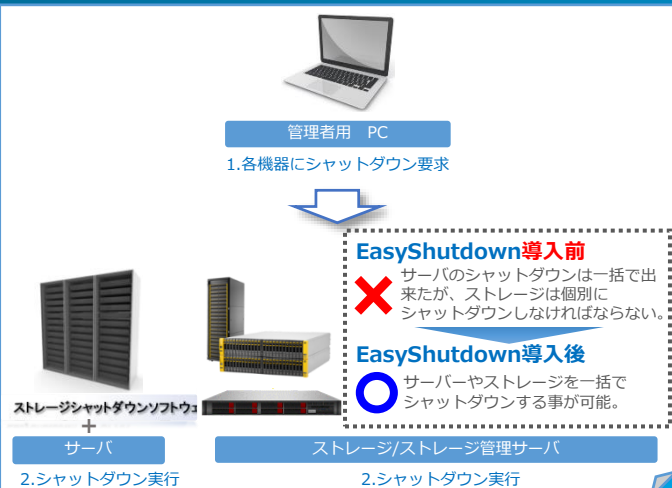 管理者用　PC
1.各機器にシャットダウン要求
EasyShutdown導入前
サーバのシャットダウンは一括で出
来たが、ストレージは個別に
シャットダウンしなければならない。
EasyShutdown導入後
サーバーやストレージを一括で
シャットダウンする事が可能。
ストレージシャットダウンソフトウェ
+
サーバ
ストレージ/ストレージ管理サーバ
2.シャットダウン実行
2.シャットダウン実行